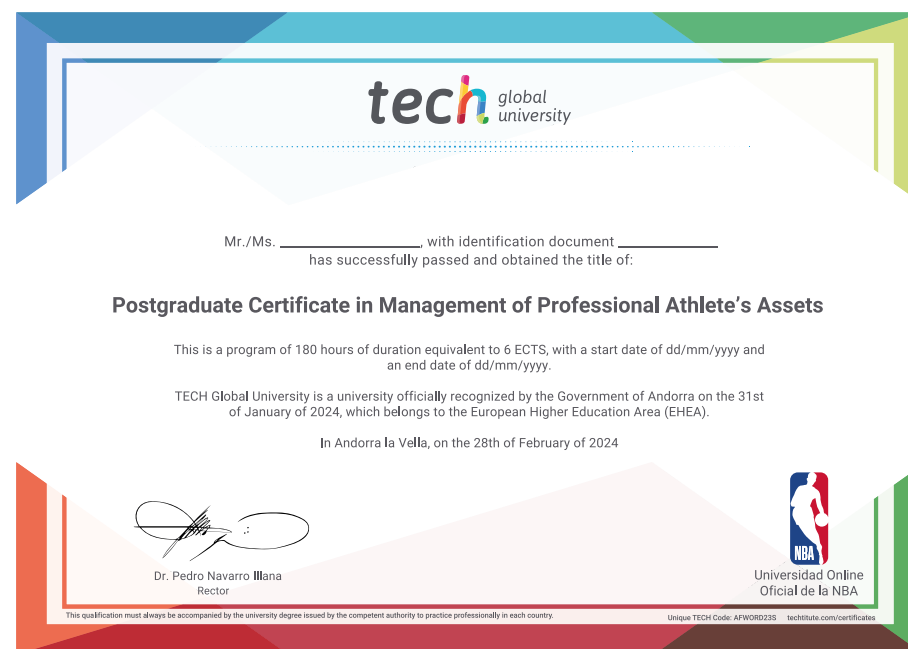 tech global
university
Mr./Ms. ____________________, with identification document ______________
has successfully passed and obtained the title of:
Postgraduate Certificate in Management of Professional Athlete's Assets
This is a program of 180 hours of duration equivalent to 6 ECTS, with a start date of dd/mm/yyyy and
an end date of dd/mm/yyyy.
TECH Global University is a university officially recognized by the Government of Andorra on the 31st
of January of 2024, which belongs to the European Higher Education Area (EHEA).
In Andorra la Vella, on the 28th of February of 2024
Dr. Pedro Navarro Illana
Rector
NBA
Universidad Online
Oficial de la NBA
This qualification must always be accompanied by the university degree issued by the competent authority to practice professionally in each country.
Unique TECH Code: AFWORD23S techtitute.com/certificates